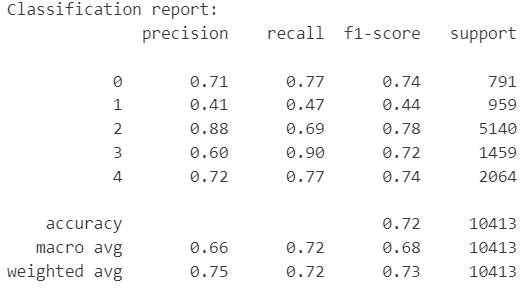 Classification report:
precision recall f1-score support
0 0.71 0.77 0.74 791
1 0.41 0.47 0.44 959
2 0.88 0.69 0.78 5140
3 0.60 0.90 0.72 1459
4 0.72 0.77 0.74 2064
accuracy 0.72 10413
macro avg 0.66 0.72 0.68 10413
weighted avg 0.75 0.72 0.73 10413